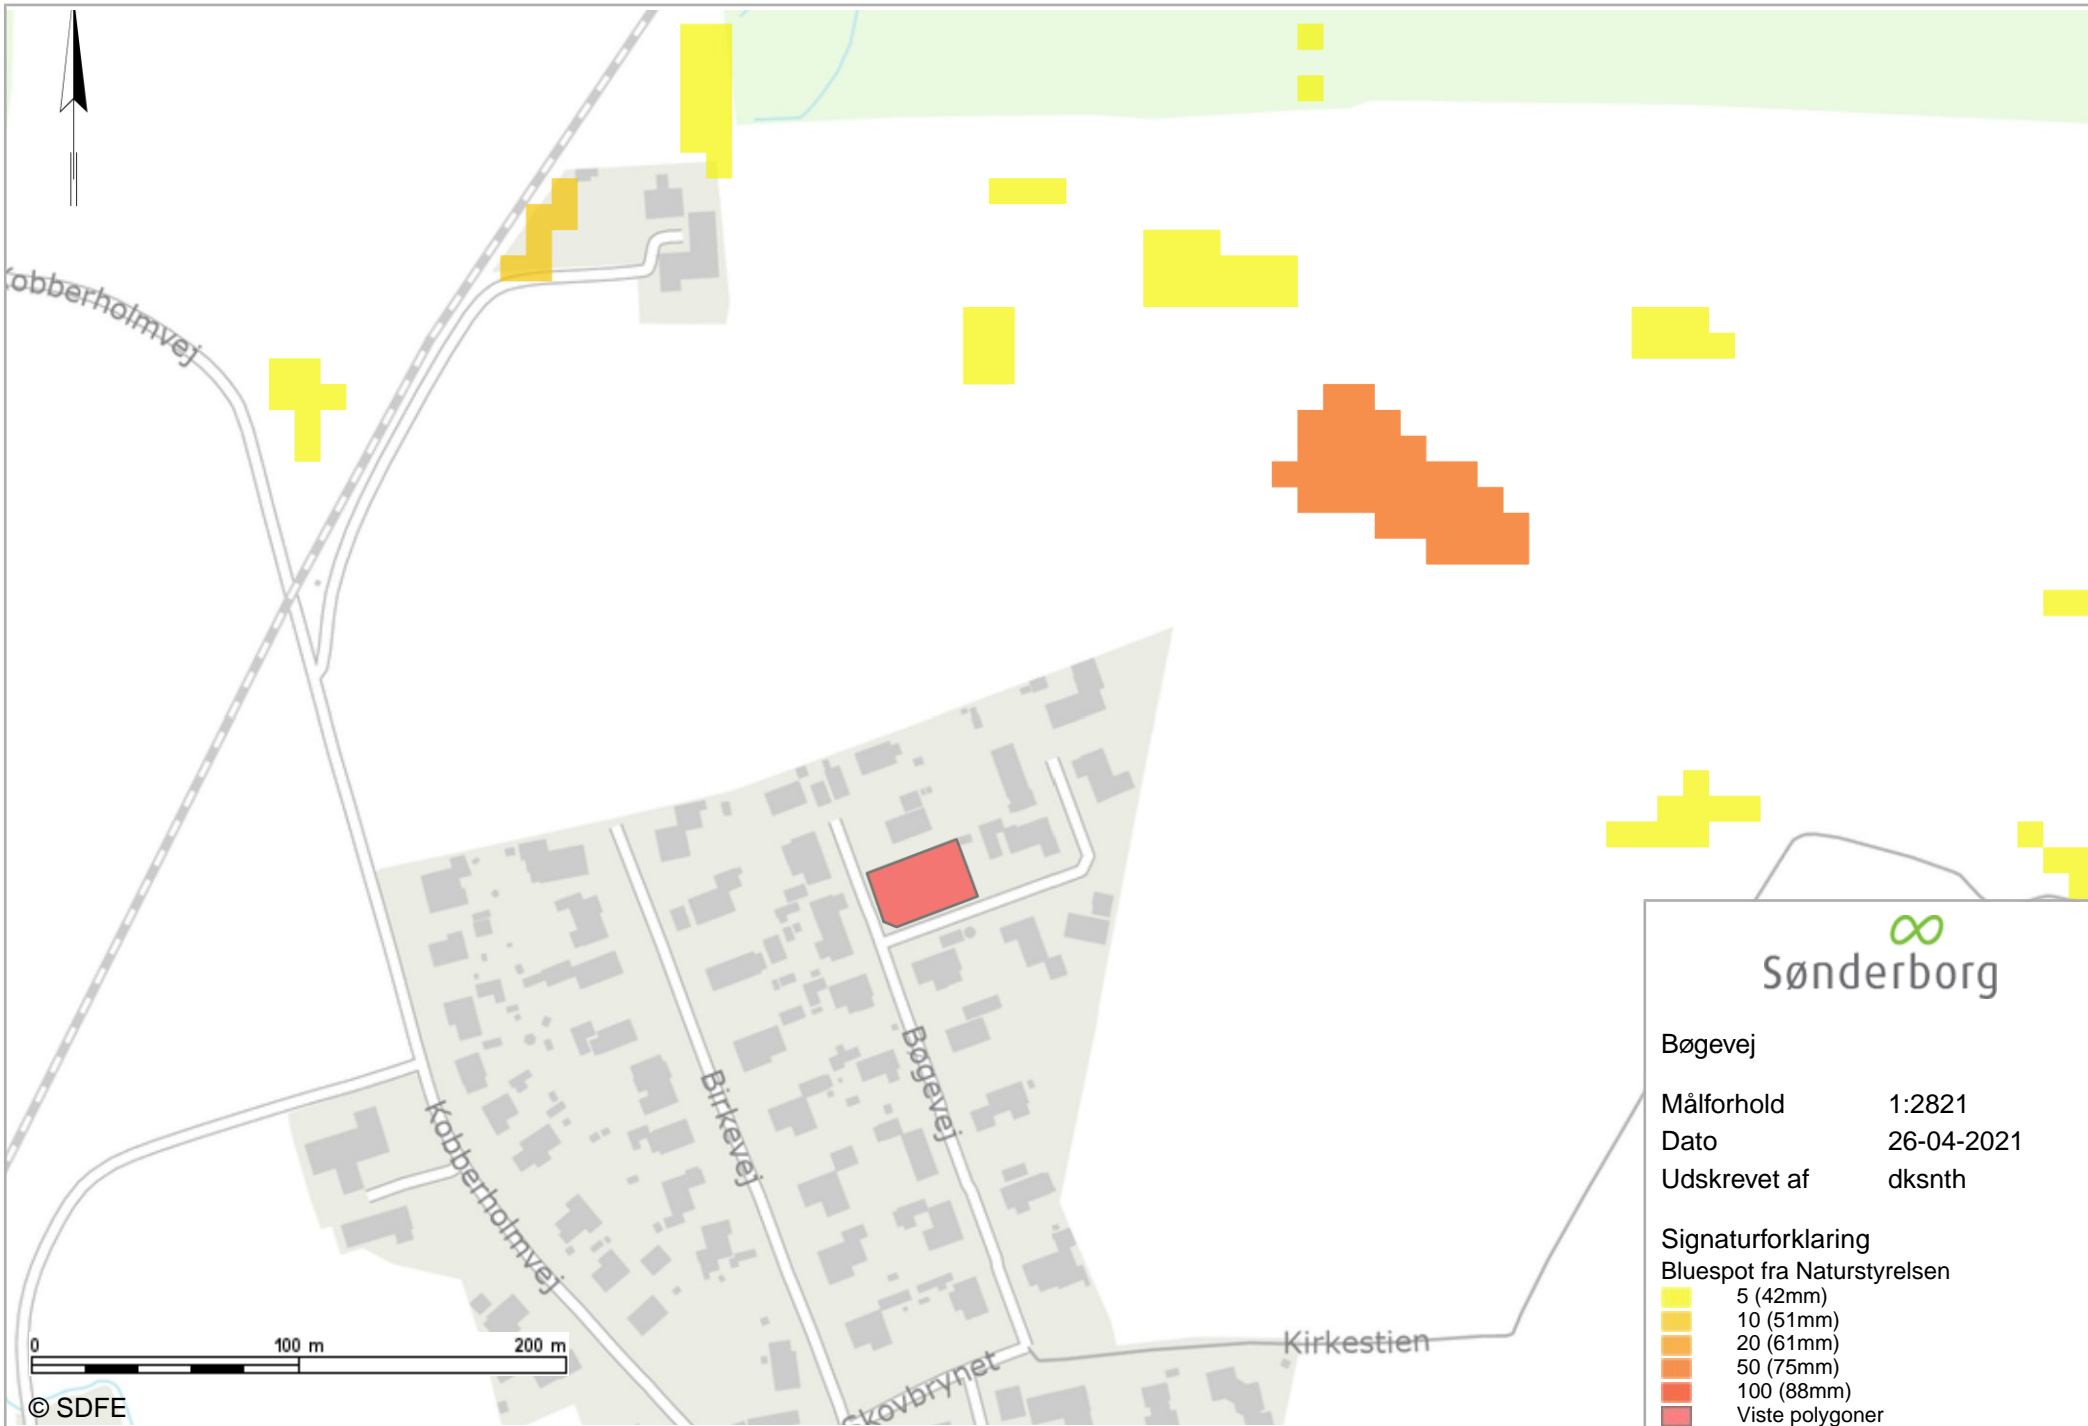 Kobberholmvej
Kobberholmvej
Birkevej
Bøgevej
Skovbrynet
Kirkestien
0 100 m 200 m
© SDFE
Sønderborg
Bøgevej
Målforhold 1:2821
Dato 26-04-2021
Udskrevet af dksnth
Signaturforklaring
Bluespot fra Naturstyrelsen
5 (42mm)
10 (51mm)
20 (61mm)
50 (75mm)
100 (88mm)
Viste polygoner